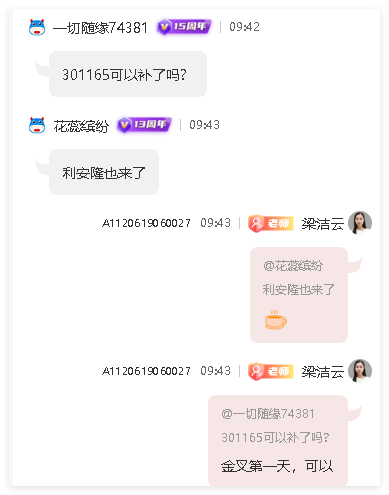 一切随缘74381 15周年 09:42
301165可以补了吗?
花蕊缤纷 13周年 09:43
利安隆也来了
A1120619060027 09:43 老师 梁洁云
@花蕊缤纷
利安隆也来了
A1120619060027 09:43 老师 梁洁云
@一切随缘74381
301165可以补了吗?
金叉第一天，可以